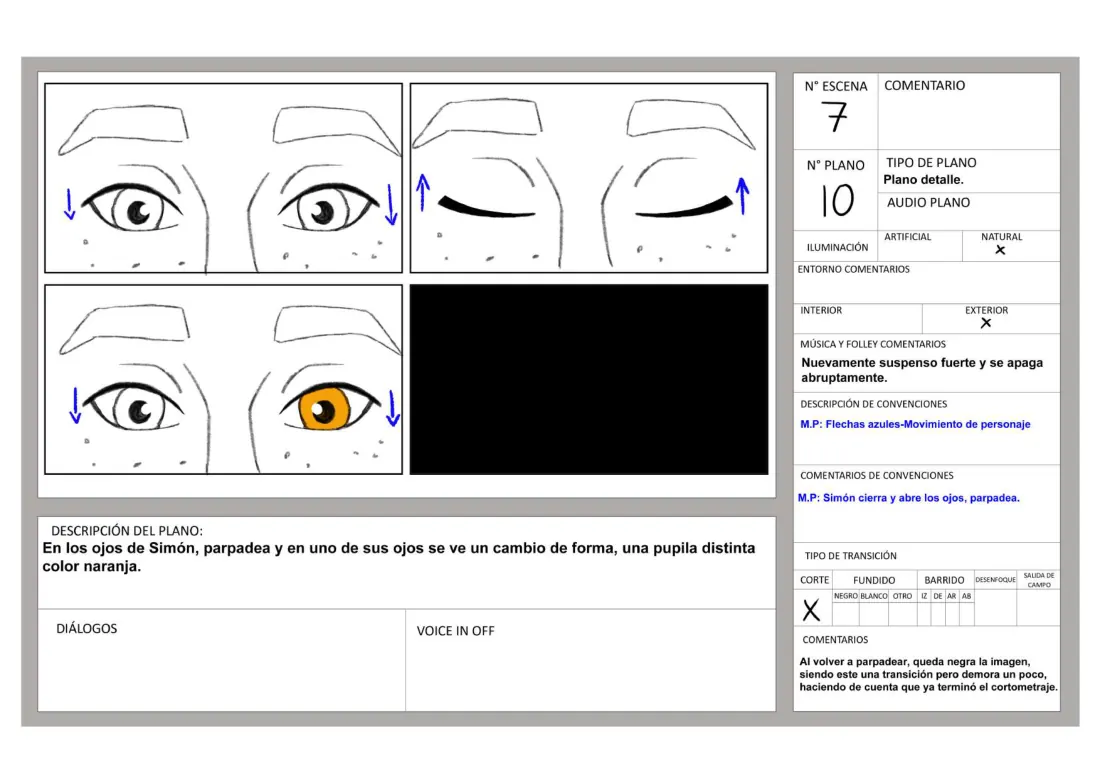 N° ESCENA
7
COMENTARIO
N° PLANO
10
TIPO DE PLANO
Plano detalle.
AUDIO PLANO
ILUMINACIÓN
ARTIFICIAL
NATURAL
X
ENTORNO COMENTARIOS
INTERIOR
EXTERIOR
X
MÚSICA Y FOLLEY COMENTARIOS
Nuevamente suspenso fuerte y se apaga
abruptamente.
DESCRIPCIÓN DE CONVENCIONES
M.P: Flechas azules-Movimiento de personaje
COMENTARIOS DE CONVENCIONES
M.P: Simón cierra y abre los ojos, parpadea.
TIPO DE TRANSICIÓN
CORTE
FUNDIDO
BARRIDO
DESENFOQUE
SALIDA DE
CAMPO
NEGRO BLANCO OTRO IZ DE AR AB
X
COMENTARIOS
Al volver a parpadear, queda negra la imagen,
siendo este una transición pero demora un poco,
haciendo de cuenta que ya terminó el cortometraje.
DESCRIPCIÓN DEL PLANO:
En los ojos de Simón, parpadea y en uno de sus ojos se ve un cambio de forma, una pupila distinta
color naranja.
DIÁLOGOS
VOICE IN OFF